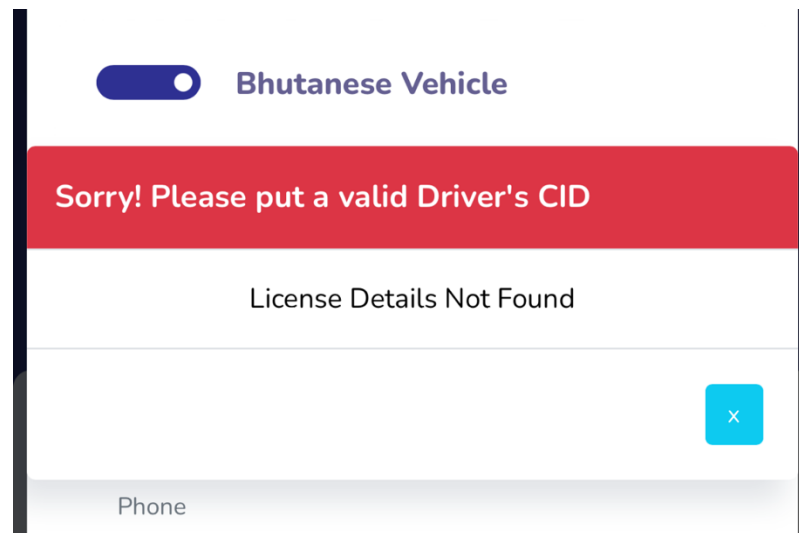 Bhutanese Vehicle
Sorry! Please put a valid Driver's CID
License Details Not Found
x
Phone